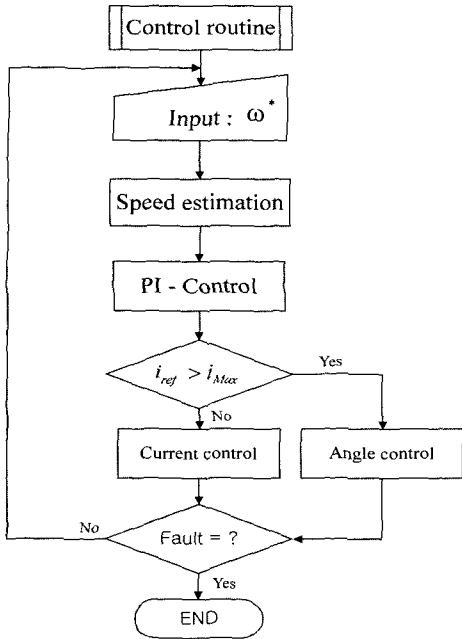 Control routine
Input : ω*
Speed estimation
PI - Control
i_ref > i_Max
Yes
No
Current control
Angle control
No
Fault = ?
Yes
END